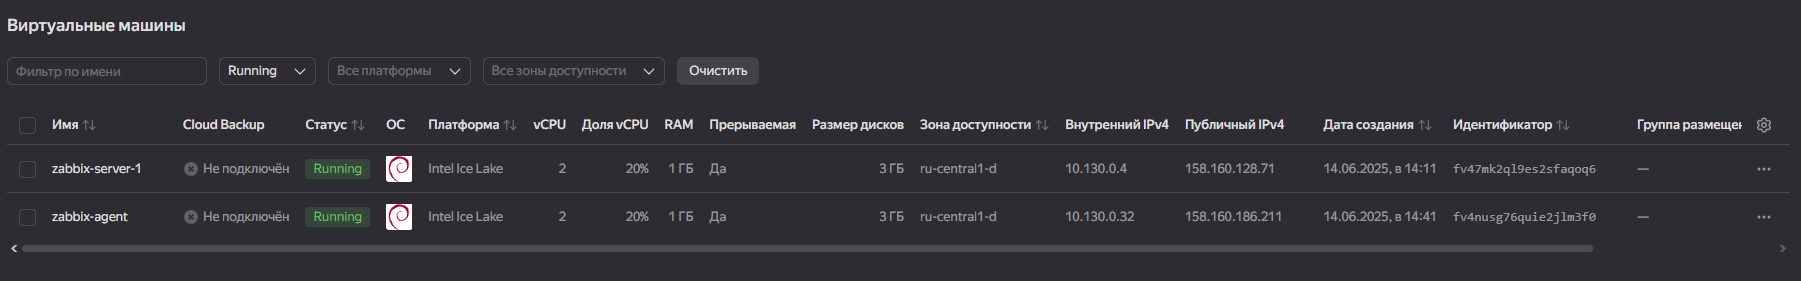 Виртуальные машины
Фильтр по имени Running Все платформы Все зоны доступности Очистить
Имя Cloud Backup Статус ОС Платформа vCPU Доля vCPU RAM Прерываемая Размер дисков Зона доступности Внутренний IPv4 Публичный IPv4 Дата создания Идентификатор Группа размещен
zabbix-server-1 Не подключён Running Intel Ice Lake 2 20% 1 ГБ Да 3 ГБ ru-central1-d 10.130.0.4 158.160.128.71 14.06.2025, в 14:11 fv47mk2ql9es2sfaqoq6 —
zabbix-agent Не подключён Running Intel Ice Lake 2 20% 1 ГБ Да 3 ГБ ru-central1-d 10.130.0.32 158.160.186.211 14.06.2025, в 14:41 fv4nusg76quie2jlm3f0 —